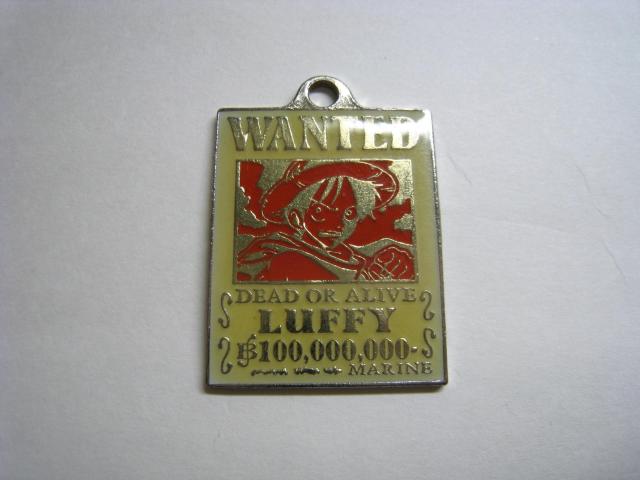 WANTED
DEAD OR ALIVE
LUFFY
฿100,000,000-
MARINE